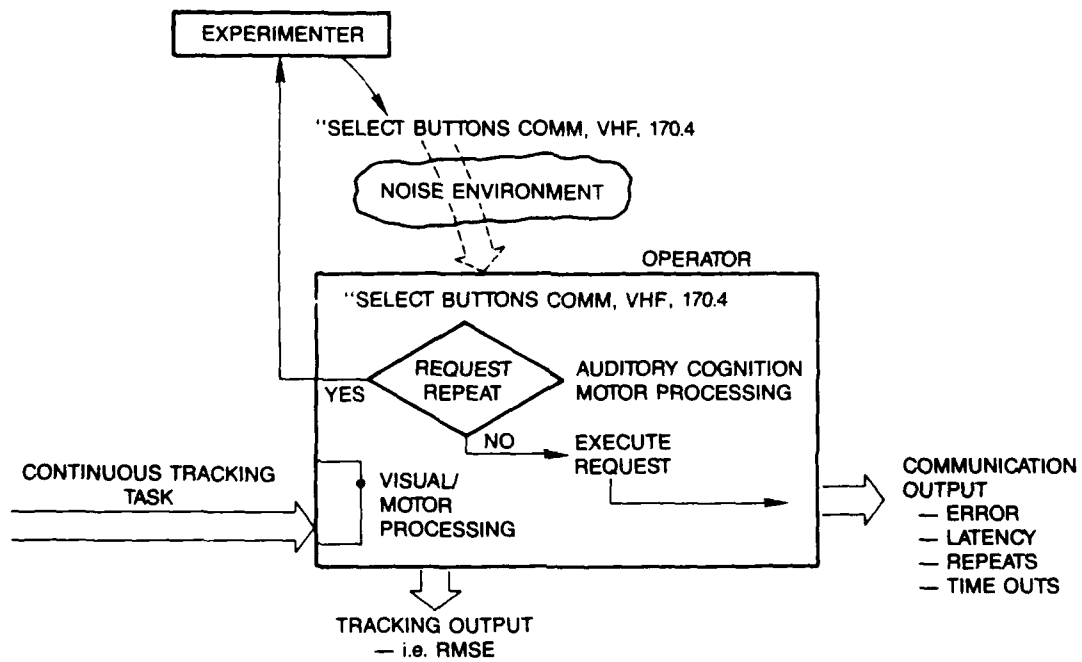 EXPERIMENTER
"SELECT BUTTONS COMM, VHF, 170.4
NOISE ENVIRONMENT
OPERATOR
"SELECT BUTTONS COMM, VHF, 170.4
REQUEST
REPEAT
AUDITORY COGNITION
MOTOR PROCESSING
YES
NO
EXECUTE
REQUEST
CONTINUOUS TRACKING
TASK
VISUAL/
MOTOR
PROCESSING
COMMUNICATION
OUTPUT
— ERROR
— LATENCY
— REPEATS
— TIME OUTS
TRACKING OUTPUT
— i.e. RMSE